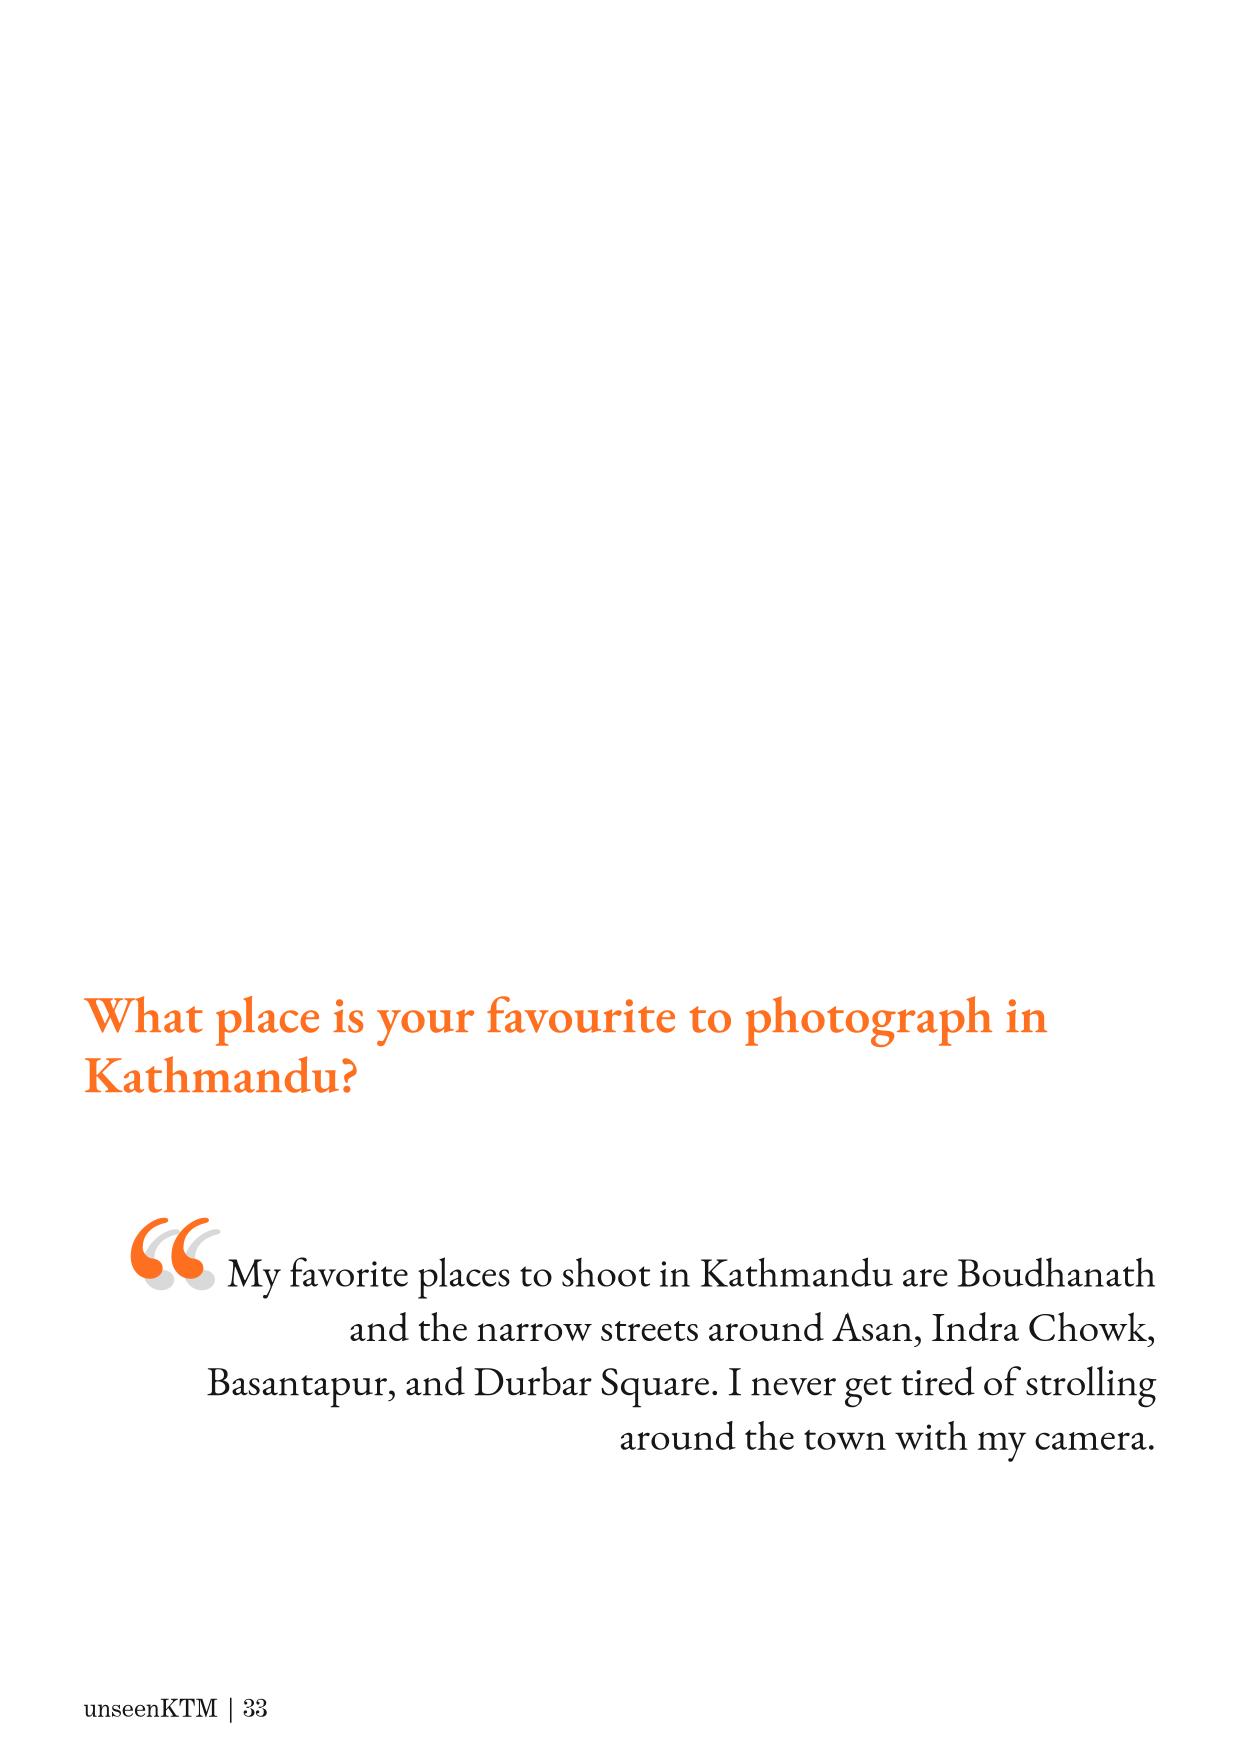 What place is your favourite to photograph in
Kathmandu?
“ My favorite places to shoot in Kathmandu are Boudhanath
and the narrow streets around Asan, Indra Chowk,
Basantapur, and Durbar Square. I never get tired of strolling
around the town with my camera.
unseenKTM | 33